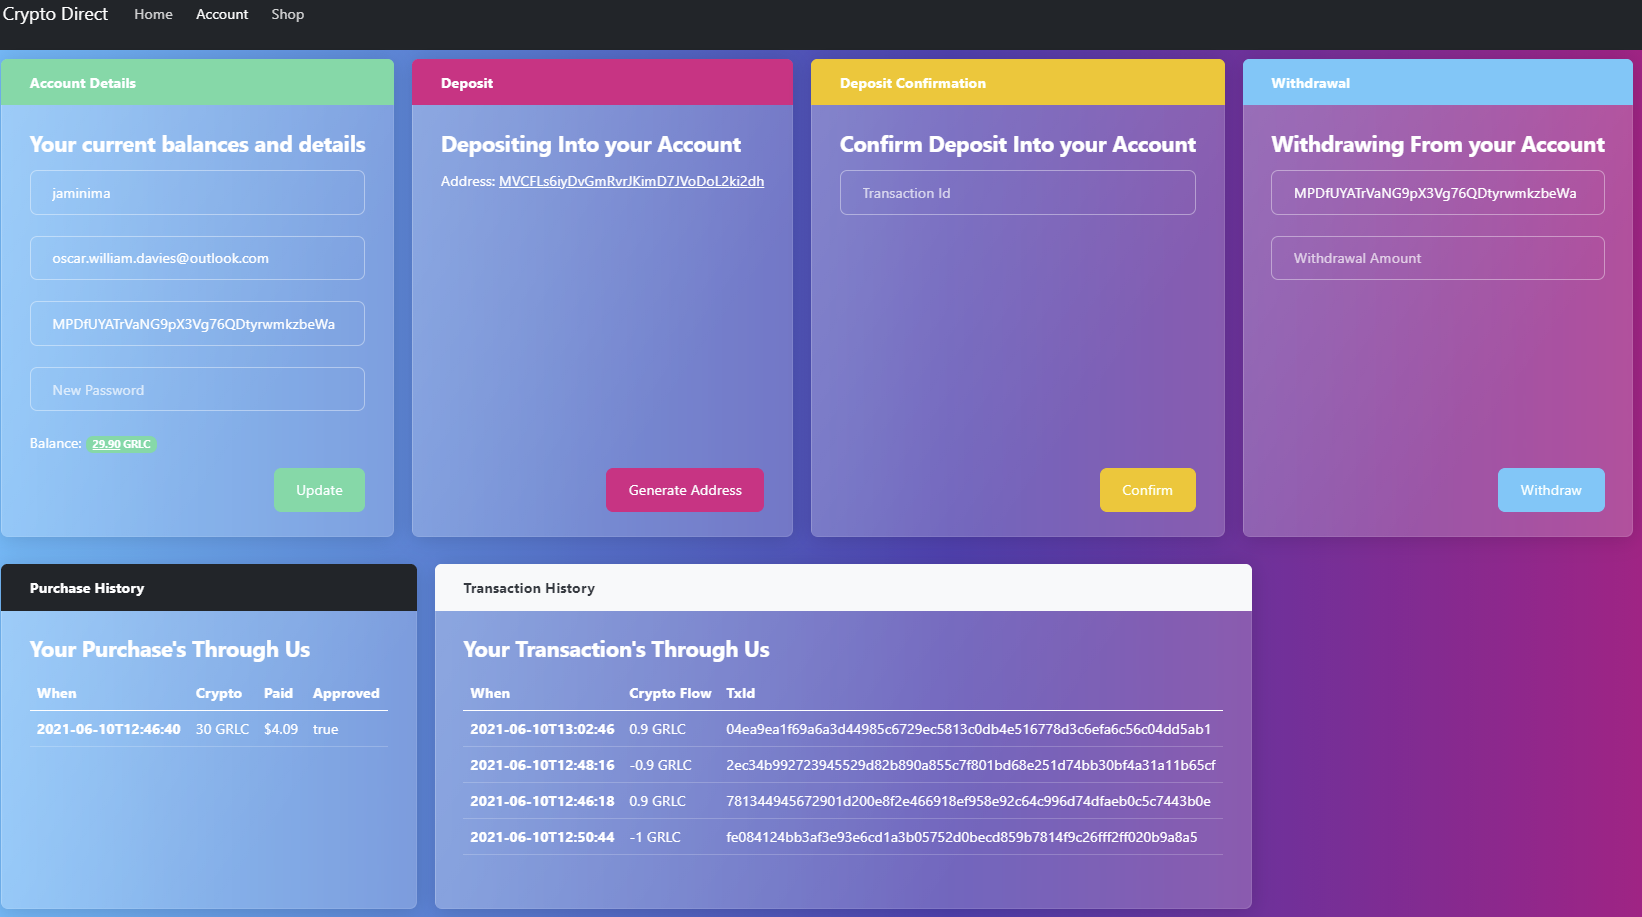 Crypto Direct Home Account Shop
Account Details
Your current balances and details
jaminima
oscar.william.davies@outlook.com
MPDfUYATrVaNG9pX3Vg76QDtyrwmkzbeWa
New Password
Balance: 29.90 GRLC
Update
Deposit
Depositing Into your Account
Address: MVCFLs6iyDvGmRvrJKimD7JVoDoL2ki2dh
Generate Address
Deposit Confirmation
Confirm Deposit Into your Account
Transaction Id
Confirm
Withdrawal
Withdrawing From your Account
MPDfUYATrVaNG9pX3Vg76QDtyrwmkzbeWa
Withdrawal Amount
Withdraw
Purchase History
Your Purchase's Through Us
When Crypto Paid Approved
2021-06-10T12:46:40 30 GRLC $4.09 true
Transaction History
Your Transaction's Through Us
When Crypto Flow TxId
2021-06-10T13:02:46 0.9 GRLC 04ea9ea1f69a6a3d44985c6729ec5813c0db4e516778d3c6efa6c56c04dd5ab1
2021-06-10T12:48:16 -0.9 GRLC 2ec34b992723945529d82b890a855c7f801bd68e251d74bb30bf4a31a11b65cf
2021-06-10T12:46:18 0.9 GRLC 781344945672901d200e8f2e466918ef958e92c64c996d74dfaeb0c5c7443b0e
2021-06-10T12:50:44 -1 GRLC fe084124bb3af3e93e6cd1a3b05752d0becd859b7814f9c26fff2ff020b9a8a5